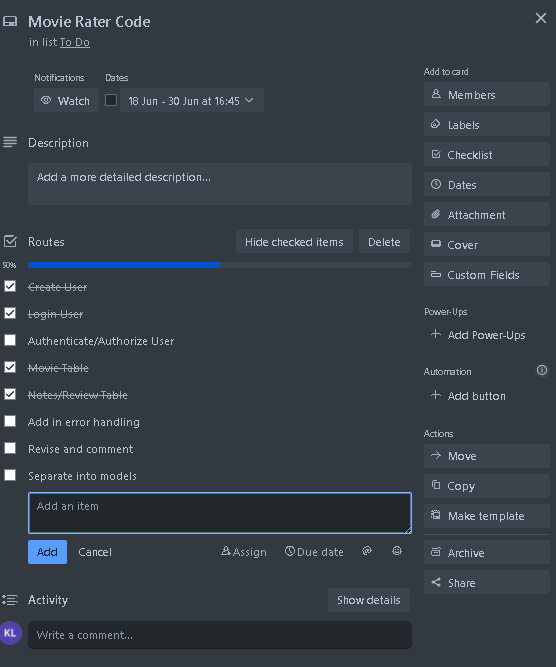 Movie Rater Code
in list To Do
Notifications Dates
Watch 18 Jun - 30 Jun at 16:45
Description
Add a more detailed description...
Routes Hide checked items Delete
50%
Create User
Login User
Authenticate/Authorize User
Movie Table
Notes/Review Table
Add in error handling
Revise and comment
Separate into models
Add an item
Add Cancel Assign Due date
Activity Show details
KL Write a comment...
Add to card
Members
Labels
Checklist
Dates
Attachment
Cover
Custom Fields
Power-Ups
Add Power-Ups
Automation
Add button
Actions
Move
Copy
Make template
Archive
Share